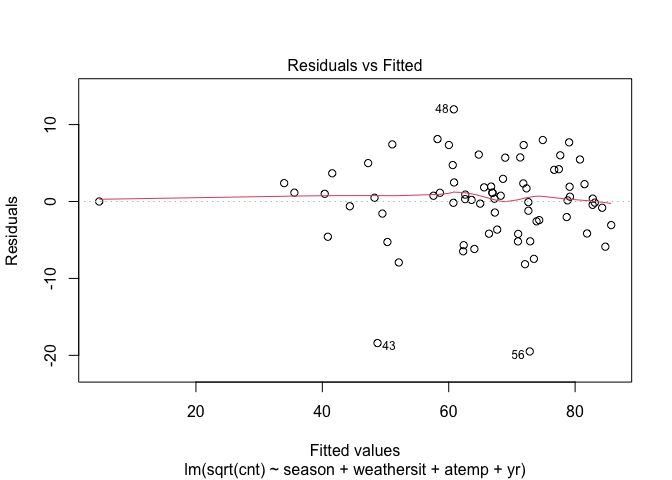 Residuals vs Fitted
48
10
0
Residuals
-10
43
56
-20
20 40 60 80
Fitted values
lm(sqrt(cnt) ~ season + weathersit + atemp + yr)